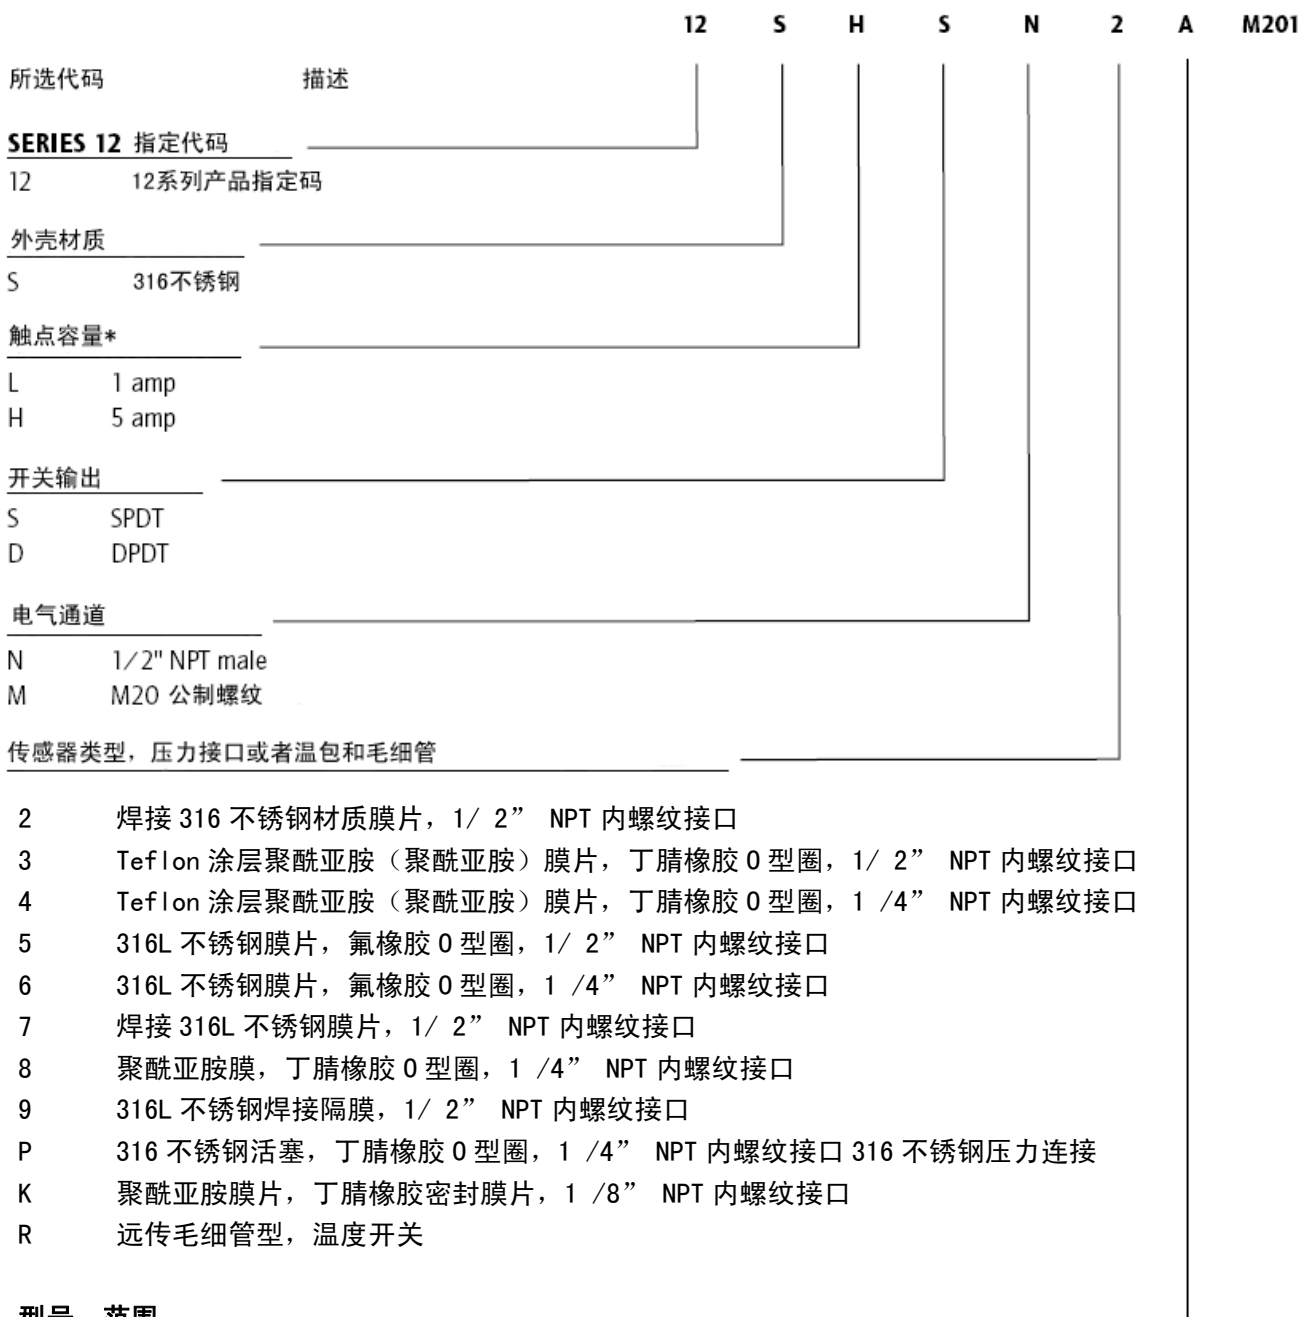 12 S H S N 2 A M201
所选代码 描述
SERIES 12 指定代码
12 12系列产品指定码
外壳材质
S 316不锈钢
触点容量*
L 1 amp
H 5 amp
开关输出
S SPDT
D DPDT
电气通道
N 1/2" NPT male
M M20 公制螺纹
传感器类型，压力接口或者温包和毛细管
2 焊接 316 不锈钢材质膜片，1/ 2” NPT 内螺纹接口
3 Teflon 涂层聚酰亚胺（聚酰亚胺）膜片，丁腈橡胶 O 型圈，1/ 2” NPT 内螺纹接口
4 Teflon 涂层聚酰亚胺（聚酰亚胺）膜片，丁腈橡胶 O 型圈，1 /4” NPT 内螺纹接口
5 316L 不锈钢膜片，氟橡胶 O 型圈，1/ 2” NPT 内螺纹接口
6 316L 不锈钢膜片，氟橡胶 O 型圈，1 /4” NPT 内螺纹接口
7 焊接 316L 不锈钢膜片，1/ 2” NPT 内螺纹接口
8 聚酰亚胺膜，丁腈橡胶 O 型圈，1 /4” NPT 内螺纹接口
9 316L 不锈钢焊接隔膜，1/ 2” NPT 内螺纹接口
P 316 不锈钢活塞，丁腈橡胶 O 型圈，1 /4” NPT 内螺纹接口 316 不锈钢压力连接
K 聚酰亚胺膜片，丁腈橡胶密封膜片，1 /8” NPT 内螺纹接口
R 远传毛细管型，温度开关
型号 范围